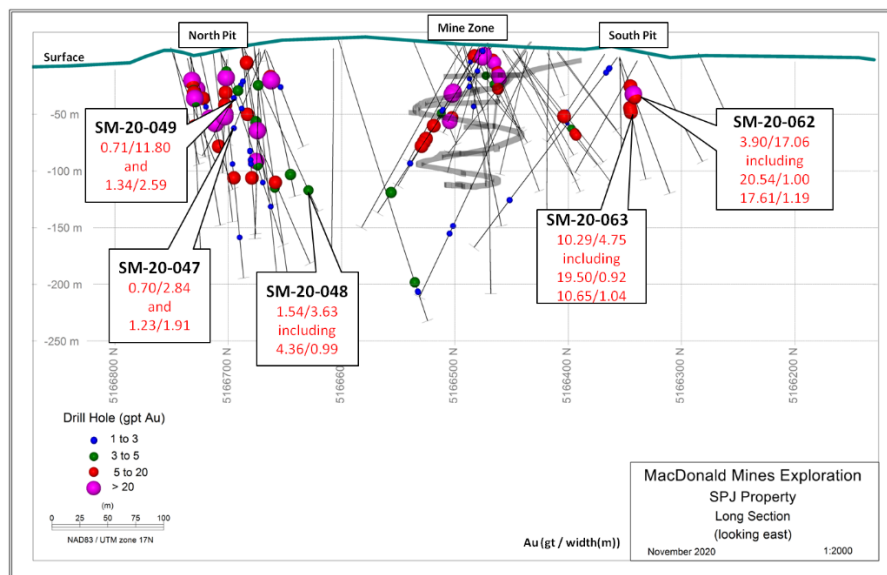 North Pit
Mine Zone
South Pit
Surface
-50 m
-100 m
-150 m
-200 m
-250 m
SM-20-049
0.71/11.80
and
1.34/2.59
SM-20-047
0.70/2.84
and
1.23/1.91
SM-20-048
1.54/3.63
including
4.36/0.99
SM-20-063
10.29/4.75
including
19.50/0.92
10.65/1.04
SM-20-062
3.90/17.06
including
20.54/1.00
17.61/1.19
5166800 N
5166700 N
5166600 N
5166500 N
5166400 N
5166300 N
5166200 N
Drill Hole (gpt Au)
1 to 3
3 to 5
5 to 20
> 20
(m)
0 25 50 75 100
NAD83 / UTM zone 17N
Au (gt / width(m))
MacDonald Mines Exploration
SPJ Property
Long Section
(looking east)
November 2020 1:2000